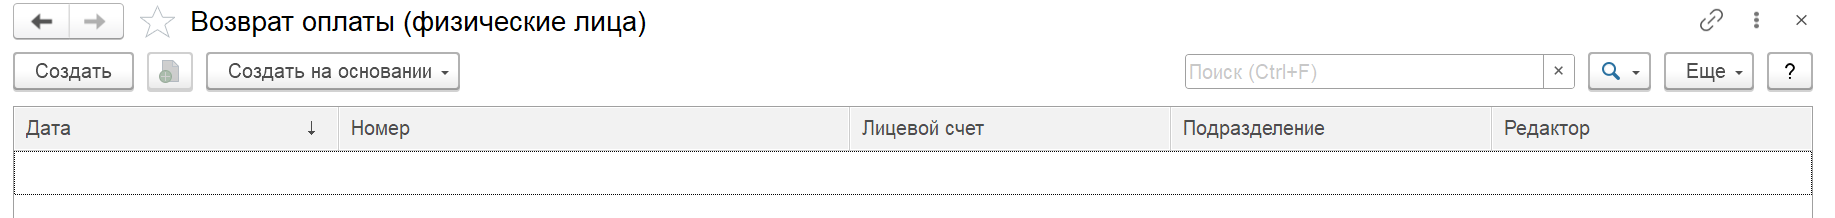 Возврат оплаты (физические лица)
Создать Создать на основании Поиск (Ctrl+F) × Еще ?
Дата ↓ Номер Лицевой счет Подразделение Редактор